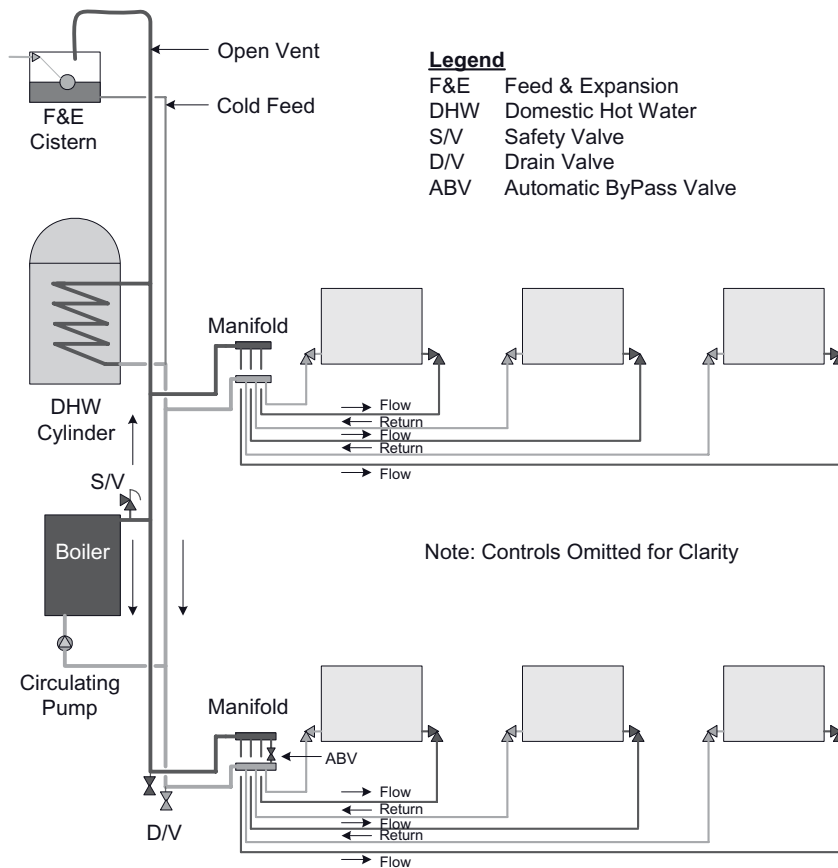 Open Vent
Cold Feed
F&E
Cistern
Legend
F&E Feed & Expansion
DHW Domestic Hot Water
S/V Safety Valve
D/V Drain Valve
ABV Automatic ByPass Valve
Manifold
DHW
Cylinder
Flow
Return
Flow
Return
Flow
S/V
Boiler
Note: Controls Omitted for Clarity
Circulating
Pump
Manifold
ABV
Flow
Return
Flow
Return
Flow
D/V